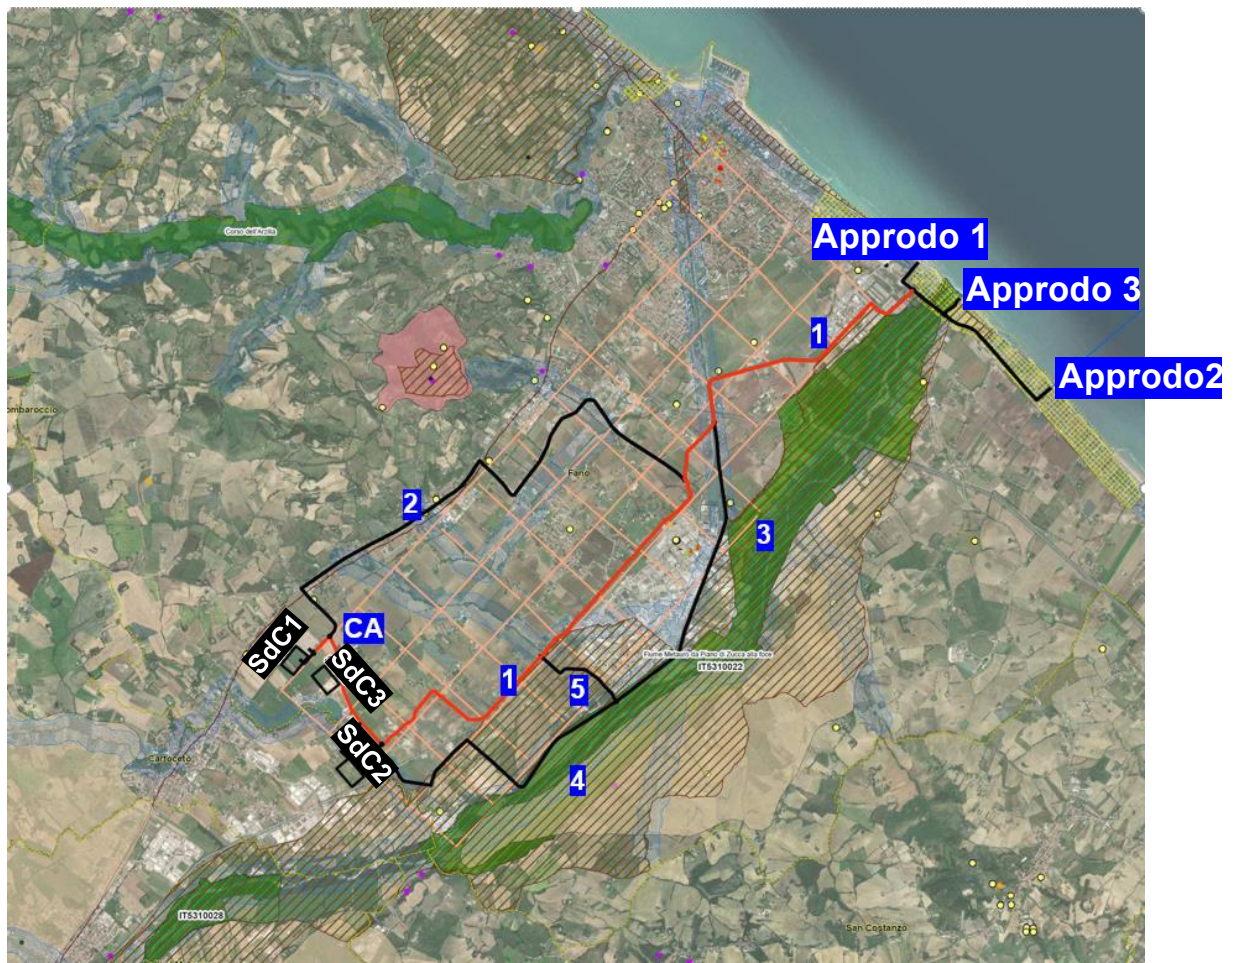 Corso dell'Arzilla
Approdo 1
Approdo 3
1
Approdo2
ombaroccio
Fano
2
3
SdC1
CA
SdC3
Fiume Metauro da Piano di Zucca alla foce
IT5310022
1
5
SdC2
Cartoceto
4
IT5310028
San Costanzo